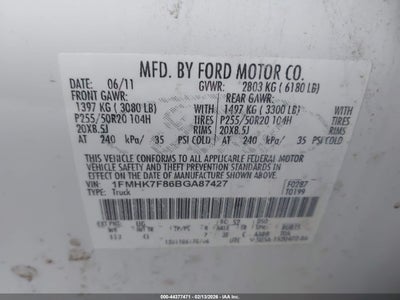 MFD. BY FORD MOTOR CO.
DATE: 06/11 GVWR: 2803 KG ( 6180 LB)
FRONT GAWR: REAR GAWR:
1397 KG ( 3080 LB) 1497 KG ( 3300 LB)
P255/50R20 104H WITH TIRES P255/50R20 104H
20X8.5J RIMS 20X8.5J
AT 240 kPa/ 35 PSI COLD AT 240 kPa/ 35 PSI COLD
THIS VEHICLE CONFORMS TO ALL APPLICABLE FEDERAL MOTOR
VEHICLE SAFETY AND THEFT PREVENTION STANDARDS IN EFFECT
ON THE DATE OF MANUFACTURE SHOWN ABOVE.
VIN: 1FMHK7F86BGA87427 F0287
TYPE: Truck T0199
IAA: 000-44377471 | 02/13/2026 - IAA Inc.